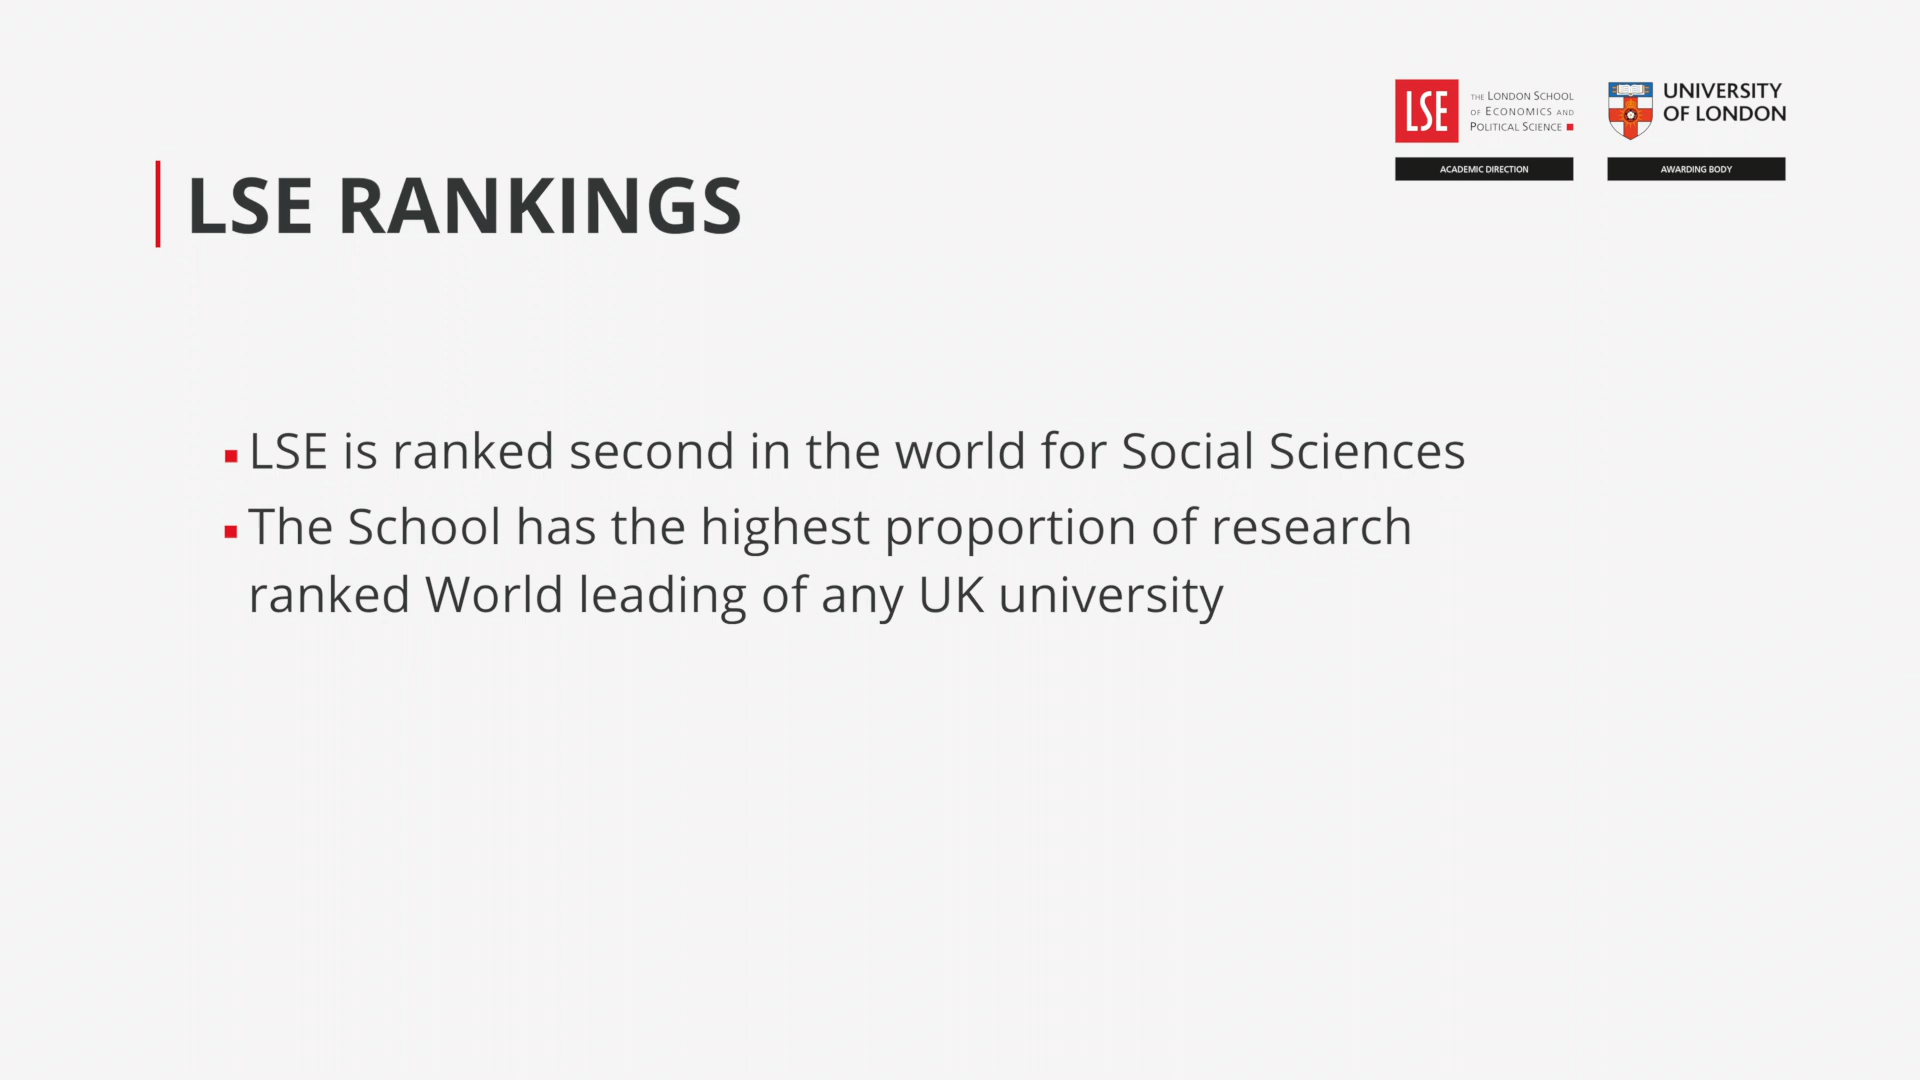 LSE
THE LONDON SCHOOL
OF ECONOMICS AND
POLITICAL SCIENCE
ACADEMIC DIRECTION
UNIVERSITY
OF LONDON
AWARDING BODY
LSE RANKINGS
LSE is ranked second in the world for Social Sciences
The School has the highest proportion of research
ranked World leading of any UK university